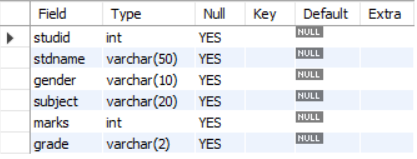 Field Type Null Key Default Extra
studid int YES NULL
stdname varchar(50) YES NULL
gender varchar(10) YES NULL
subject varchar(20) YES NULL
marks int YES NULL
grade varchar(2) YES NULL